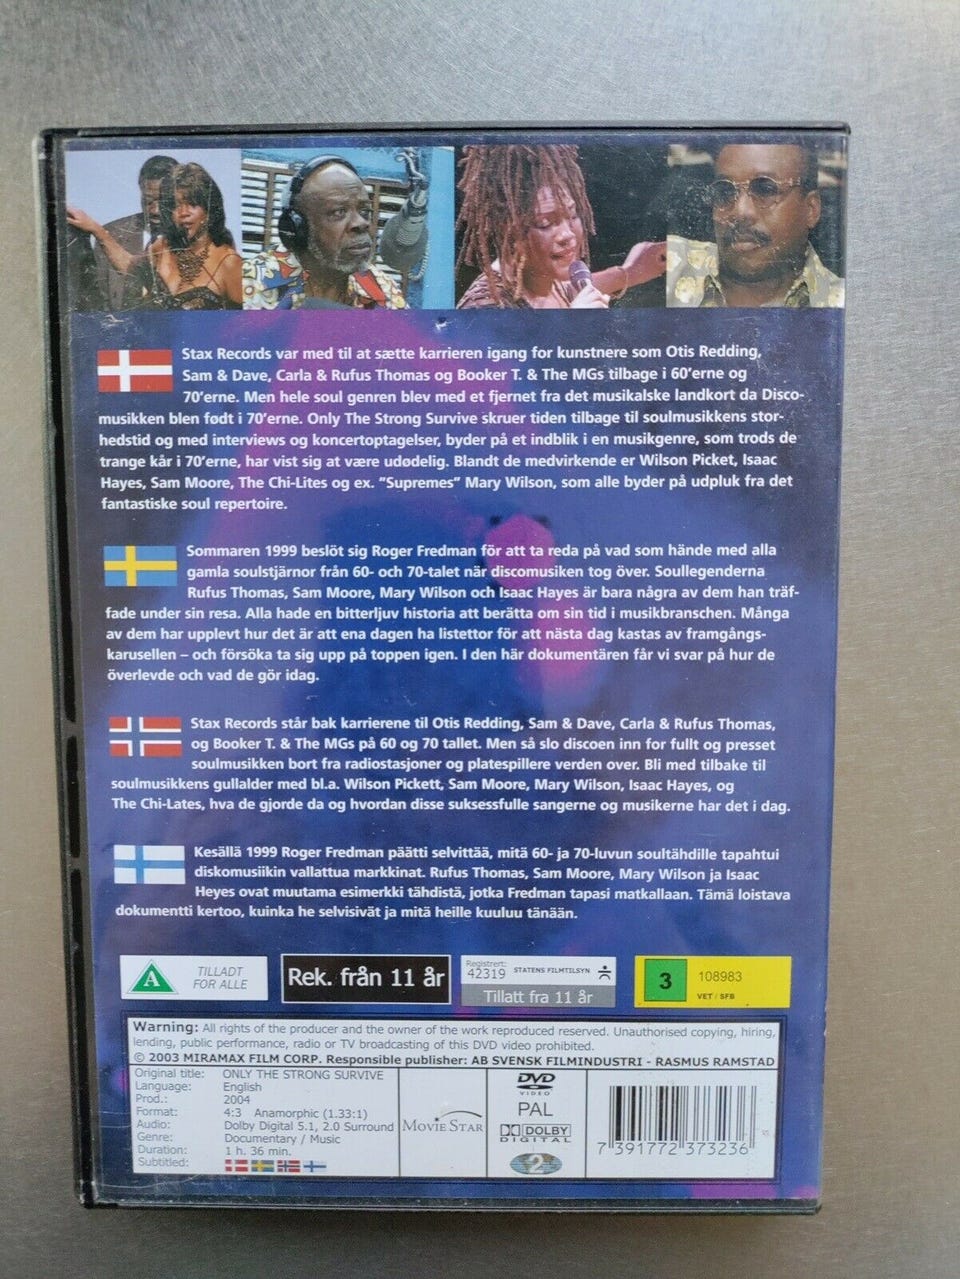 Stax Records var med til at sætte karrieren igang for kunstnere som Otis Redding,
Sam & Dave, Carla & Rufus Thomas og Booker T. & The MGs tilbage i 60'erne og
70'erne. Men hele soul genren blev med et fjernet fra det musikalske landkort da Disco-
musikken blen født i 70'erne. Only The Strong Survive skruer tiden tilbage til soulmusikkens stor-
hedstid og med interviews og koncertoptagelser, byder på et indblik i en musikgenre, som trods de
trange kår i 70'erne, har vist sig at være udødelig. Blandt de medvirkende er Wilson Picket, Isaac
Hayes, Sam Moore, The Chi-Lites og ex. "Supremes" Mary Wilson, som alle byder på udpluk fra det
fantastiske soul repertoire.
Sommaren 1999 beslöt sig Roger Fredman för att ta reda på vad som hände med alla
gamla soulstjärnor från 60- och 70-talet när discomusiken tog över. Soullegenderna
Rufus Thomas, Sam Moore, Mary Wilson och Isaac Hayes är bara några av dem han träf-
fade under sin resa. Alla hade en bitterljuv historia att berätta om sin tid i musikbranschen. Många
av dem har upplevt hur det är att ena dagen ha listettor för att nästa dag kastas av framgångs-
karusellen – och försöka ta sig upp på toppen igen. I den här dokumentären får vi svar på hur de
överlevde och vad de gör idag.
Stax Records står bak karrierene til Otis Redding, Sam & Dave, Carla & Rufus Thomas,
og Booker T. & The MGs på 60 og 70 tallet. Men så slo discoen inn for fullt og presset
soulmusikken bort fra radiostasjoner og platespillere verden over. Bli med tilbake til
soulmusikkens gullalder med bl.a. Wilson Pickett, Sam Moore, Mary Wilson, Isaac Hayes, og
The Chi-Lates, hva de gjorde da og hvordan disse suksessfulle sangerne og musikerne har det i dag.
Kesällä 1999 Roger Fredman päätti selvittää, mitä 60- ja 70-luvun soultähdille tapahtui
diskomusiikin vallattua markkinat. Rufus Thomas, Sam Moore, Mary Wilson ja Isaac
Heyes ovat muutama esimerkki tähdistä, jotka Fredman tapasi matkallaan. Tämä loistava
dokumentti kertoo, kuinka he selvisivät ja mitä heille kuuluu tänään.
A TILLADT
FOR ALLE
Rek. från 11 år
Registrert:
42319 STATENS FILMTILSYN
Tillatt fra 11 år
3 108983
VET / SFB
Warning: All rights of the producer and the owner of the work reproduced reserved. Unauthorised copying, hiring,
lending, public performance, radio or TV broadcasting of this DVD video prohibited.
© 2003 MIRAMAX FILM CORP. Responsible publisher: AB SVENSK FILMINDUSTRI - RASMUS RAMSTAD
Original title: ONLY THE STRONG SURVIVE
Language: English
Prod.: 2004
Format: 4:3 Anamorphic (1.33:1)
Audio: Dolby Digital 5.1, 2.0 Surround
Genre: Documentary / Music
Duration: 1 h. 36 min.
Subtitled:
MOVIE STAR
DVD
VIDEO
PAL
DOLBY
DIGITAL
2
7 391772 373236